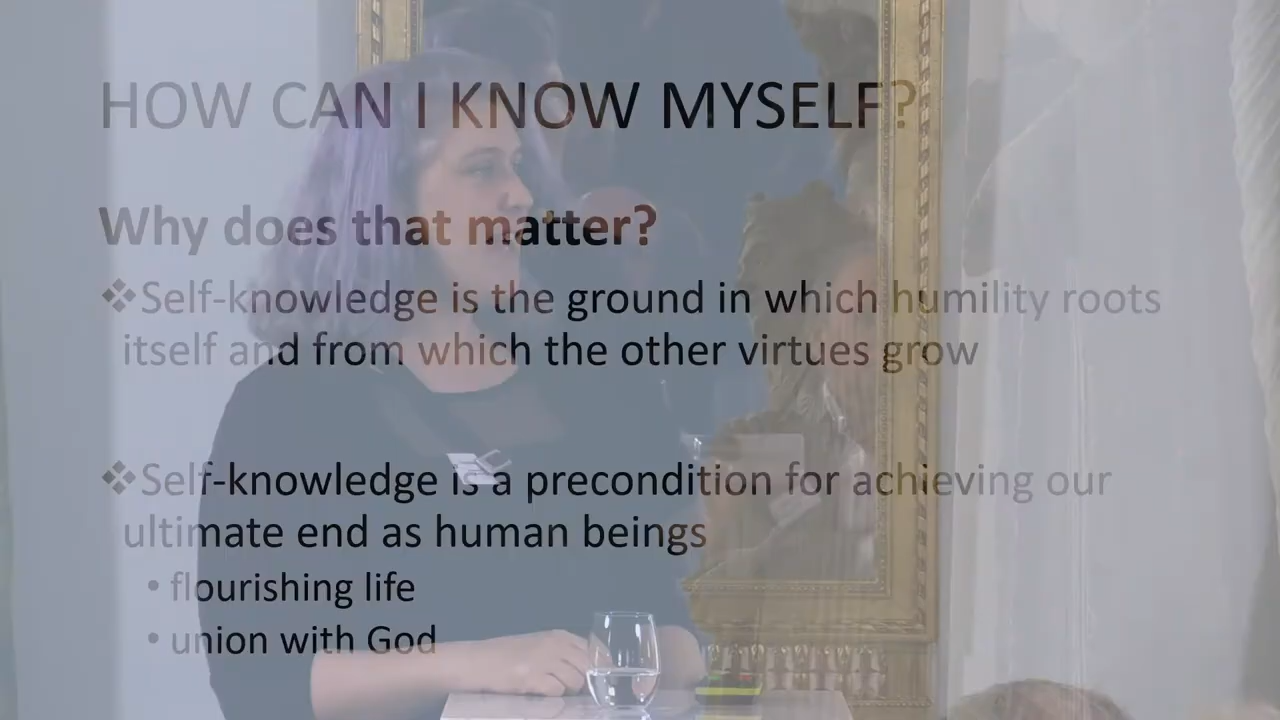 HOW CAN I KNOW MYSELF?
Why does that matter?
❖Self-knowledge is the ground in which humility roots
itself and from which the other virtues grow
❖Self-knowledge is a precondition for achieving our
ultimate end as human beings
• flourishing life
• union with God